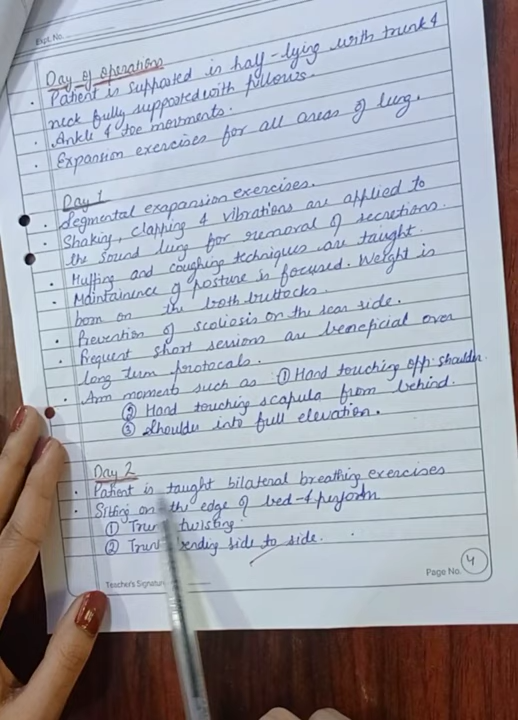 Expt. No.
Day of operation
• Patient is supported in half-lying with trunk &
neck fully supported with pillows.
• Ankle & toe movments.
• Expansion exercises for all areas of lung.
Day 1
• Segmental exapansion exercises.
• Shaking, clapping & vibrations are applied to
the sound lung for removal of secretions.
• Huffing and coughing techniques are taught.
• Maintainence of posture is focused. Weight is
born on the both buttocks.
• Prevention of scoliosis on the scar side.
• Frequent short sessions are beneficial over
long term protocals.
• Arm moments such as ① Hand touching opp. shoulder
② Hand touching scapula from behind.
③ Shoulder into full elevation.
Day 2
• Patient is taught bilateral breathing exercises
• Sitting on the edge of bed & perform
① twisting.
② bending side to side.
Teacher's Signature
Page No. 4